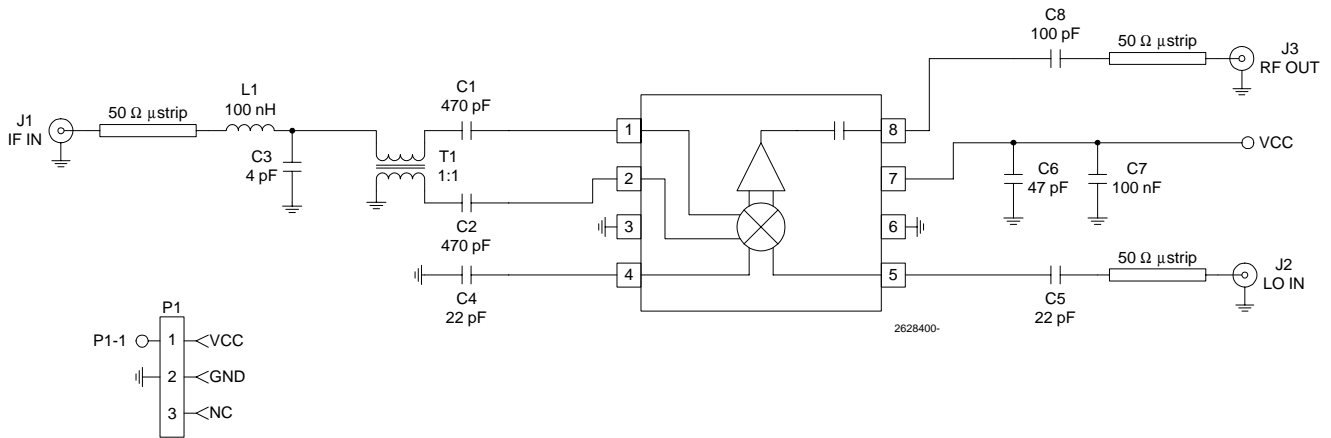 C8
100 pF
50 Ω μstrip
J3
RF OUT
J1
IF IN
50 Ω μstrip
L1
100 nH
C3
4 pF
C1
470 pF
T1
1:1
C2
470 pF
C4
22 pF
1
2
3
4
8
7
6
5
VCC
C6
47 pF
C7
100 nF
50 Ω μstrip
J2
LO IN
C5
22 pF
2628400-
P1
P1-1
1
VCC
2
GND
3
NC